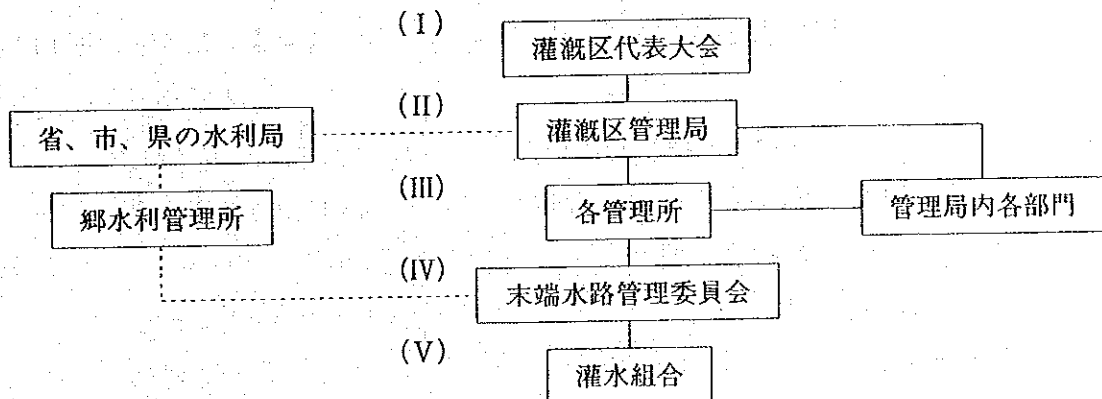 (I)
灌漑区代表大会
(II)
省、市、県の水利局
灌漑区管理局
(III)
郷水利管理所
各管理所
管理局内各部門
(IV)
末端水路管理委員会
(V)
灌水組合